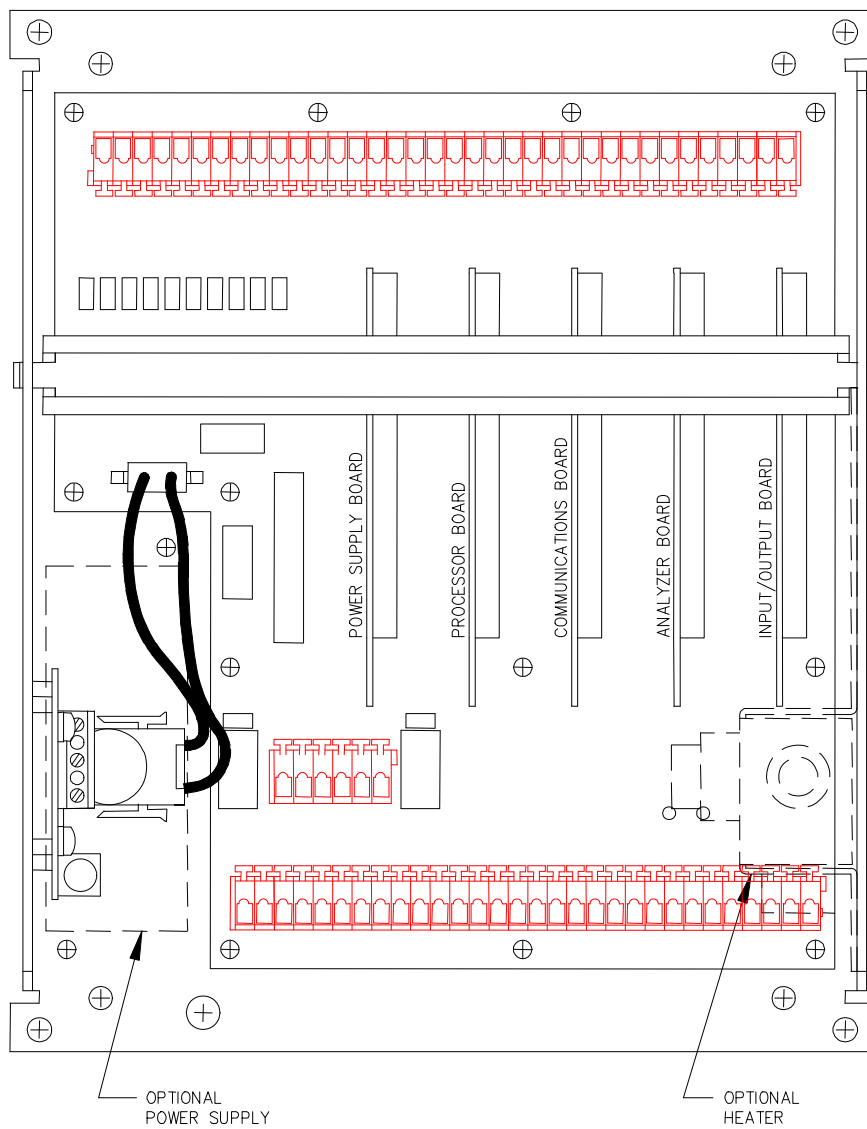 POWER SUPPLY BOARD
PROCESSOR BOARD
COMMUNICATIONS BOARD
ANALYZER BOARD
INPUT/OUTPUT BOARD
OPTIONAL
POWER SUPPLY
OPTIONAL
HEATER